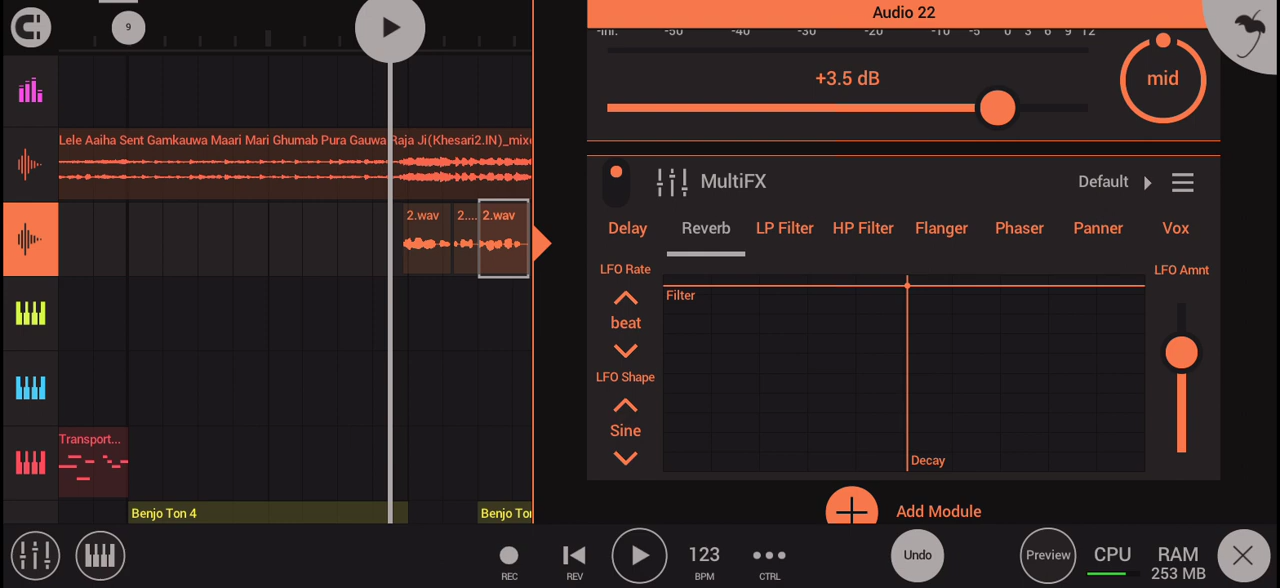 Audio 22
9
-Inf. -50 -40 -30 -20 -10 -5 0 3 6 9 12
+3.5 dB
mid
Lele Aaiha Sent Gamkauwa Maari Mari Ghumab Pura Gauwa Raja Ji(Khesari2.IN)_mixe
MultiFX
Default
2.wav
2....
2.wav
Delay
Reverb
LP Filter
HP Filter
Flanger
Phaser
Panner
Vox
LFO Rate
LFO Amnt
Filter
beat
LFO Shape
Sine
Decay
Transport...
Benjo Ton 4
Benjo Ton
Add Module
REC
REV
123
BPM
CTRL
Undo
Preview
CPU
RAM
253 MB